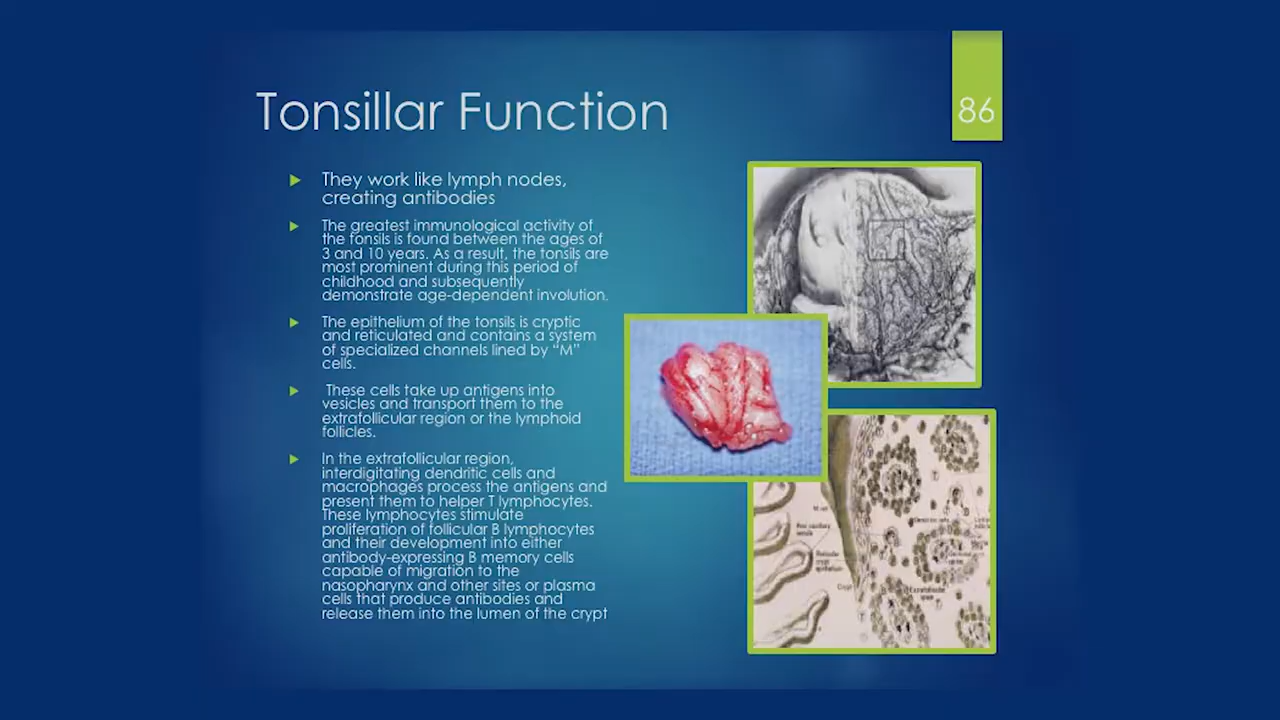 Tonsillar Function
86
They work like lymph nodes,
creating antibodies
The greatest immunological activity of
the tonsils is found between the ages of
3 and 10 years. As a result, the tonsils are
most prominent during this period of
childhood and subsequently
demonstrate age-dependent involution.
The epithelium of the tonsils is cryptic
and reticulated and contains a system
of specialized channels lined by “M”
cells.
These cells take up antigens into
vesicles and transport them to the
extrafollicular region or the lymphoid
follicles.
In the extrafollicular region,
interdigitating dendritic cells and
macrophages process the antigens and
present them to helper T lymphocytes.
These lymphocytes stimulate
proliferation of follicular B lymphocytes
and their development into either
antibody-expressing B memory cells
capable of migration to the
nasopharynx and other sites or plasma
cells that produce antibodies and
release them into the lumen of the crypt
M cell
Crypt
Extrafollicular
space